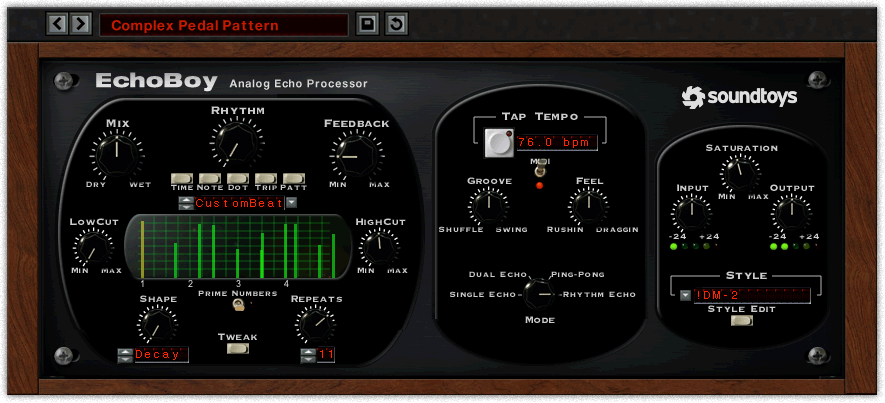 Complex Pedal Pattern
EchoBoy Analog Echo Processor
soundtoys
Mix
Rhythm
Feedback
Dry Wet
Min Max
Time Note Dot Trip Patt
CustomBeat
LowCut
HighCut
Min Max
Min Max
1 2 3 4
Prime Numbers
Shape
Repeats
Tweak
Decay
11
Tap Tempo
76.0 bpm
MIDI
Groove
Feel
Shuffle Swing
Rushin Draggin
Dual Echo
Ping-Pong
Single Echo
Rhythm Echo
Mode
Saturation
Min Max
Input
Output
-24 +24
-24 +24
Style
IDM-2
Style Edit